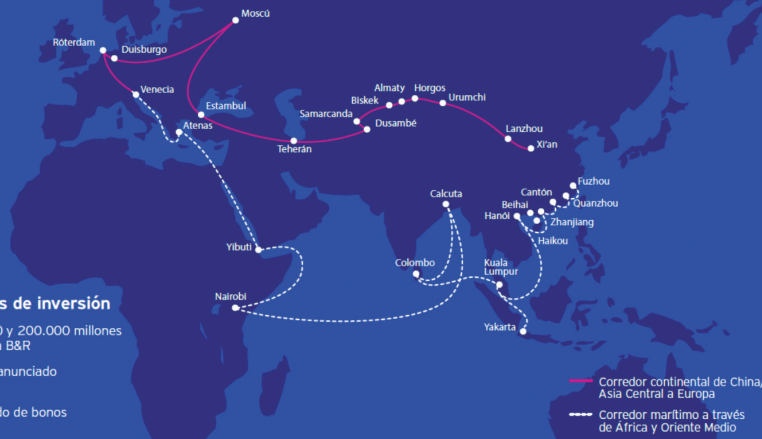 Moscú
Róterdam
Duisburgo
Venecia
Estambul
Atenas
Teherán
Samarcanda
Dusambé
Biskek
Almaty
Horgos
Urumchi
Lanzhou
Xi'an
Fuzhou
Quanzhou
Cantón
Beihai
Zhanjiang
Hanói
Haikou
Calcuta
Colombo
Kuala
Lumpur
Yakarta
Yibuti
Nairobi
s de inversión
0 y 200.000 millones
B&R
anunciado
do de bonos
Corredor continental de China/
Asia Central a Europa
Corredor marítimo a través
de África y Oriente Medio